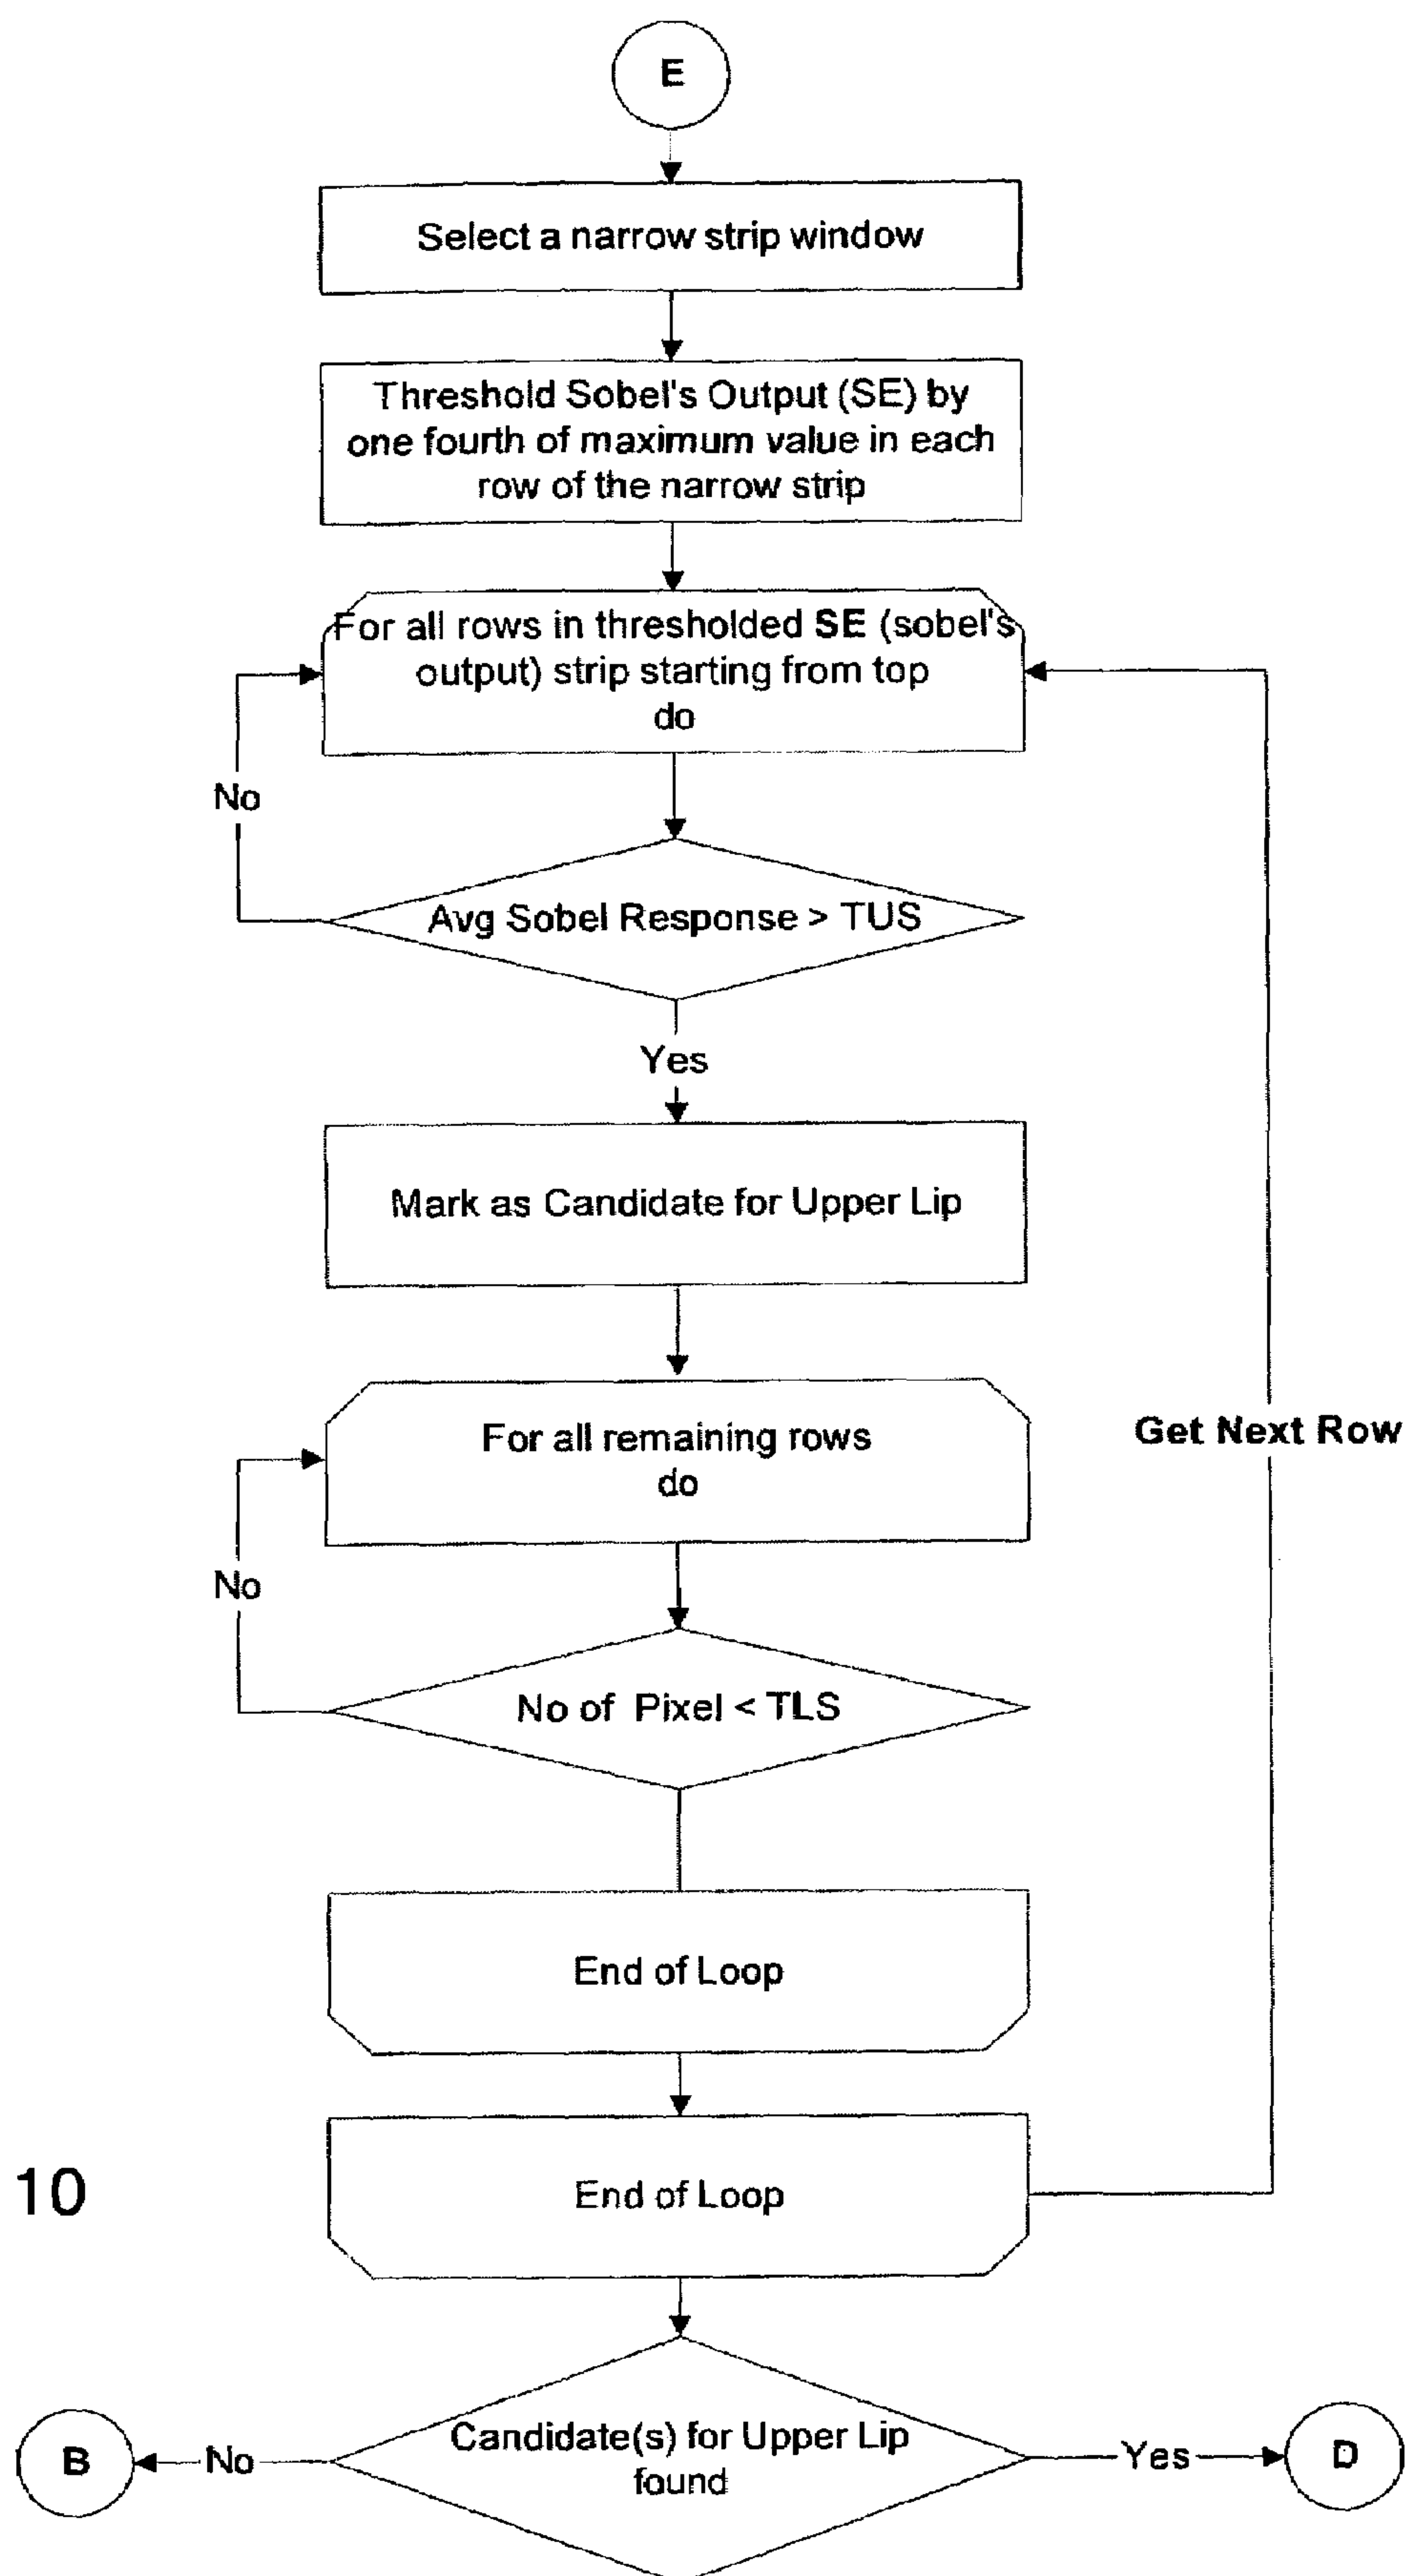 E
Select a narrow strip window
Threshold Sobel's Output (SE) by
one fourth of maximum value in each
row of the narrow strip
For all rows in thresholded SE (sobel's
output) strip starting from top
do
No
Avg Sobel Response > TUS
Yes
Mark as Candidate for Upper Lip
For all remaining rows
do
Get Next Row
No
No of Pixel < TLS
End of Loop
End of Loop
10
Candidate(s) for Upper Lip
found
B
No
Yes
D